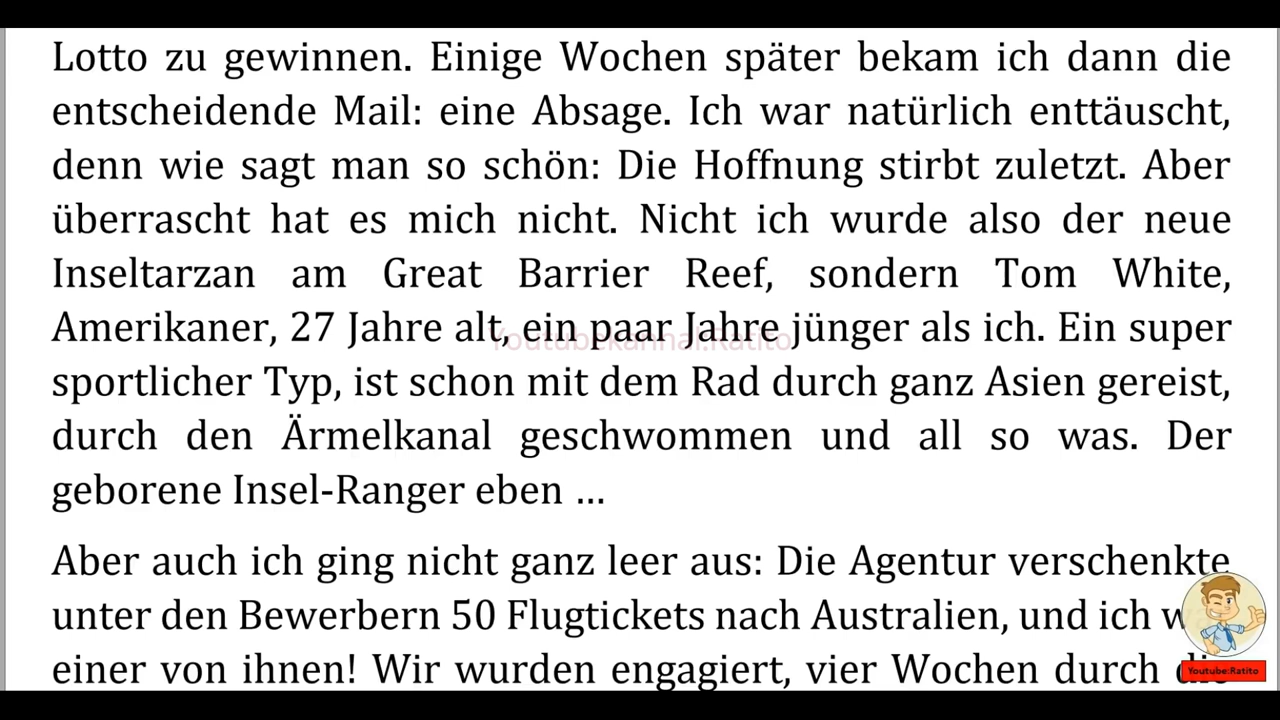 Lotto zu gewinnen. Einige Wochen später bekam ich dann die
entscheidende Mail: eine Absage. Ich war natürlich enttäuscht,
denn wie sagt man so schön: Die Hoffnung stirbt zuletzt. Aber
überrascht hat es mich nicht. Nicht ich wurde also der neue
Inseltarzan am Great Barrier Reef, sondern Tom White,
Amerikaner, 27 Jahre alt, ein paar Jahre jünger als ich. Ein super
Youtubekannal:Ratito
sportlicher Typ, ist schon mit dem Rad durch ganz Asien gereist,
durch den Ärmelkanal geschwommen und all so was. Der
geborene Insel-Ranger eben ...
Aber auch ich ging nicht ganz leer aus: Die Agentur verschenkte
unter den Bewerbern 50 Flugtickets nach Australien, und ich
einer von ihnen! Wir wurden engagiert, vier Wochen durch
Youtube:Ratito